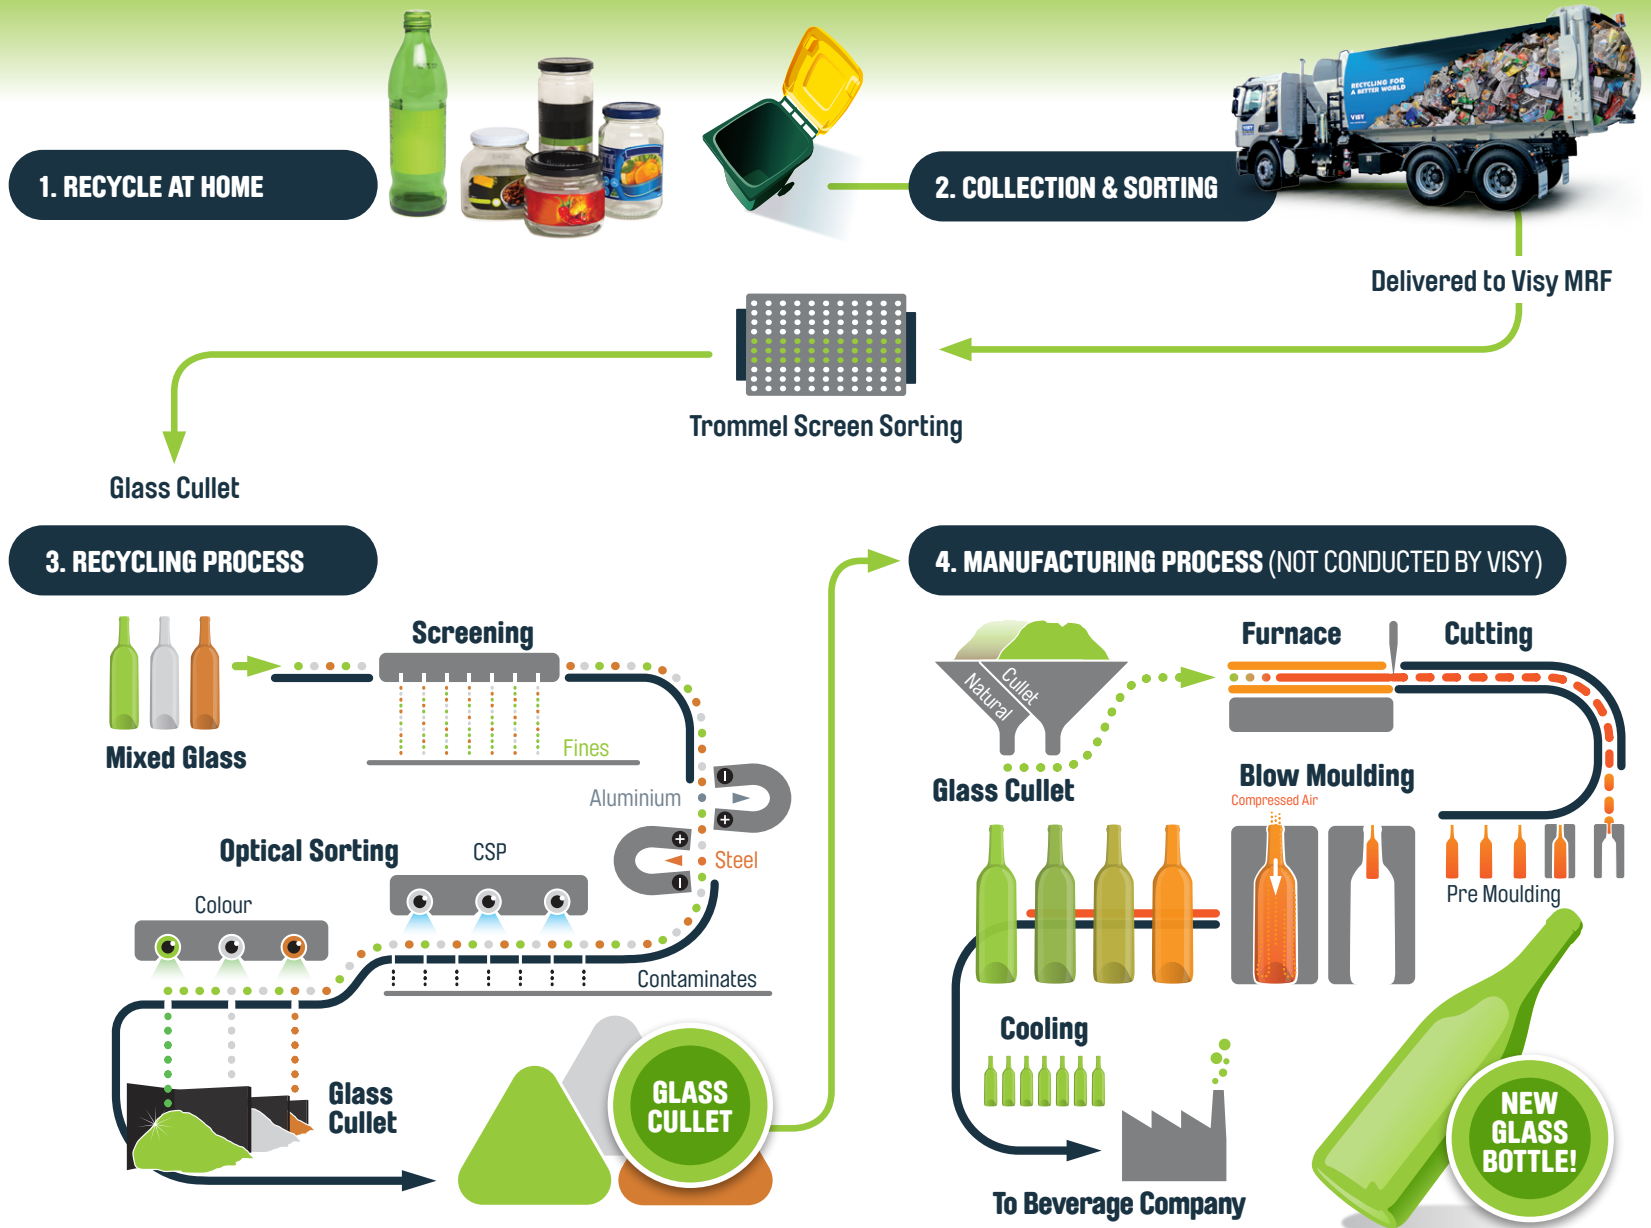 1. RECYCLE AT HOME
2. COLLECTION & SORTING
RECYCLING FOR
A BETTER WORLD
VISY
Delivered to Visy MRF
Trommel Screen Sorting
Glass Cullet
3. RECYCLING PROCESS
Mixed Glass
Screening
Fines
Aluminium
Steel
Optical Sorting
CSP
Colour
Contaminates
Glass
Cullet
GLASS
CULLET
4. MANUFACTURING PROCESS (NOT CONDUCTED BY VISY)
Natural
Cullet
Glass Cullet
Furnace
Cutting
Blow Moulding
Compressed Air
Pre Moulding
Cooling
To Beverage Company
NEW
GLASS
BOTTLE!